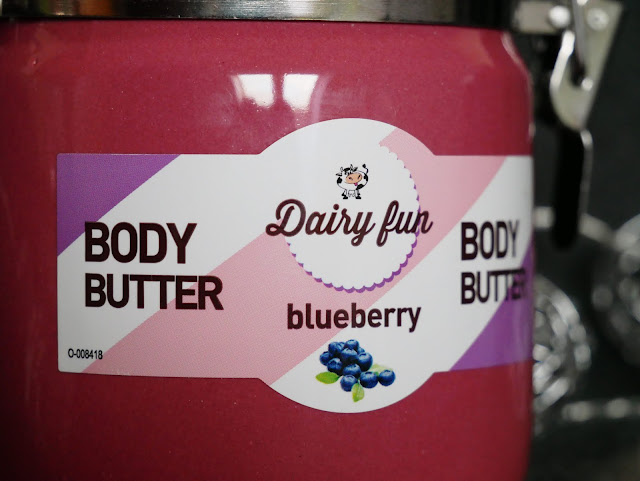 Dairy fun
BODY
BUTTER
BODY
BUTTER
blueberry
O-008418